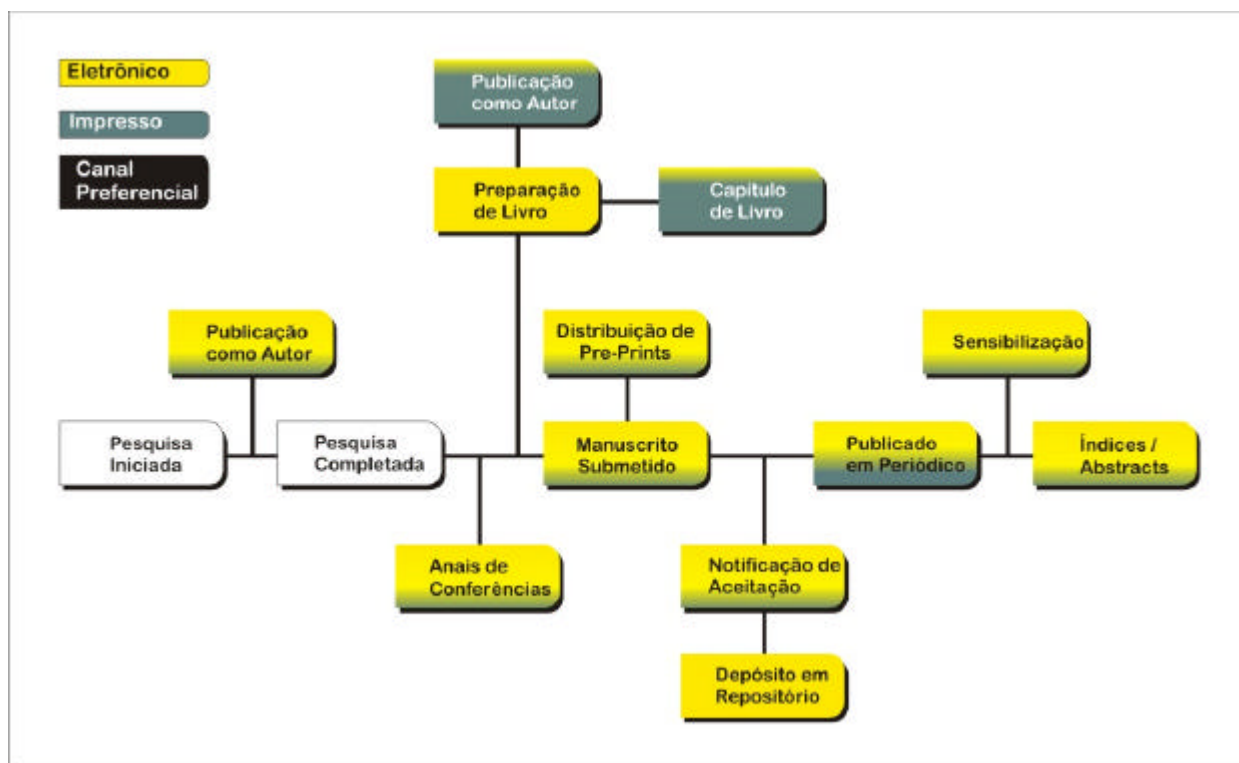 Eletrônico
Impresso
Canal
Preferencial
Publicação
como Autor
Preparação
de Livro
Capítulo
de Livro
Publicação
como Autor
Distribuição de
Pre-Prints
Sensibilização
Pesquisa
Iniciada
Pesquisa
Completada
Manuscrito
Submetido
Publicado
em Periódico
Índices /
Abstracts
Anais de
Conferências
Notificação de
Aceitação
Depósito em
Repositório